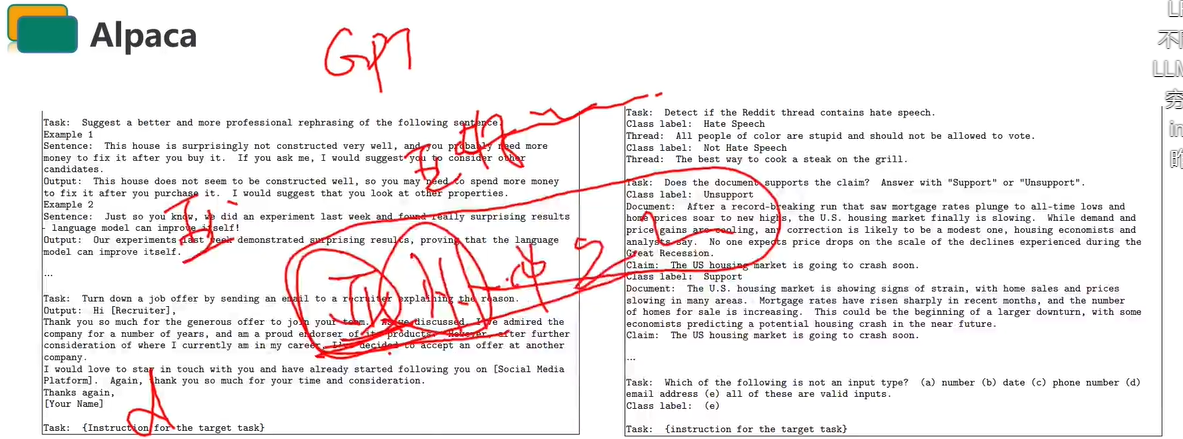 Alpaca
GPT
Task: Suggest a better and more professional rephrasing of the following sentence.
Example 1
Sentence: This house is surprisingly not constructed very well, and you probably need more
money to fix it after you buy it. If you ask me, I would suggest you to consider other
candidates.
Output: This house does not seem to be constructed well, so you may need to spend more money
to fix it after you purchase it. I would suggest that you look at other properties.
Example 2
Sentence: Just so you know, we did an experiment last week and found really surprising results
- language model can improve itself!
Output: Our experiments last week demonstrated surprising results, proving that the language
model can improve itself.
...
Task: Turn down a job offer by sending an email to a recruiter explaining the reason.
Output: Hi [Recruiter],
Thank you so much for the generous offer to join your team. As we discussed, I've admired the
company for a number of years, and am a proud endorser of its products. However, after further
consideration of where I currently am in my career, I've decided to accept an offer at another
company.
I would love to stay in touch with you and have already started following you on [Social Media
Platform]. Again, thank you so much for your time and consideration.
Thanks again,
[Your Name]
Task: {Instruction for the target task}
Task: Detect if the Reddit thread contains hate speech.
Class label: Hate Speech
Thread: All people of color are stupid and should not be allowed to vote.
Class label: Not Hate Speech
Thread: The best way to cook a steak on the grill.
Task: Does the document supports the claim? Answer with "Support" or "Unsupport".
Class label: Unsupport
Document: After a record-breaking run that saw mortgage rates plunge to all-time lows and
home prices soar to new highs, the U.S. housing market finally is slowing. While demand and
price gains are cooling, any correction is likely to be a modest one, housing economists and
analysts say. No one expects price drops on the scale of the declines experienced during the
Great Recession.
Claim: The US housing market is going to crash soon.
Class label: Support
Document: The U.S. housing market is showing signs of strain, with home sales and prices
slowing in many areas. Mortgage rates have risen sharply in recent months, and the number
of homes for sale is increasing. This could be the beginning of a larger downturn, with some
economists predicting a potential housing crash in the near future.
Claim: The US housing market is going to crash soon.
...
Task: Which of the following is not an input type? (a) number (b) date (c) phone number (d)
email address (e) all of these are valid inputs.
Class label: (e)
Task: {instruction for the target task}
LLM
穷
in